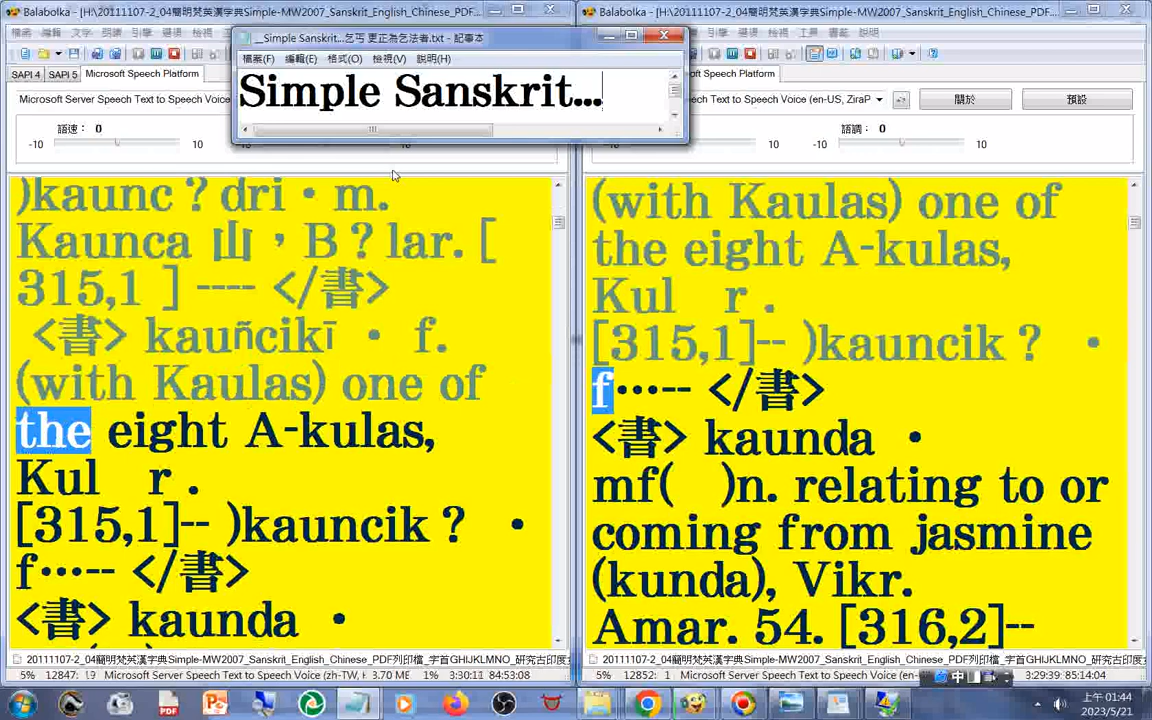 Balabolka - [H:\20111107-2_04簡明梵英漢字典Simple-MW2007_Sanskrit_English_Chinese_PDF...
Balabolka - [H:\20111107-2_04簡明梵英漢字典Simple-MW2007_Sanskrit_English_Chinese_PDF...
__Simple Sanskrit...乞丐 更正為乞法者.txt - 記事本
檔案(F) 編輯(E) 格式(O) 檢視(V) 說明(H)
Simple Sanskrit...
SAPI 4 SAPI 5 Microsoft Speech Platform
Speech Platform
Microsoft Server Speech Text to Speech Voice
Text to Speech Voice (en-US, ZiraP
關於
預設
語速: 0
-10 10 10
語調: 0
10 -10 10
)kaunc ? dri · m.
Kaunca 山,B ? lar. [
315,1 ] ---- </書>
<書> kauñcikī · f.
(with Kaulas) one of
the eight A-kulas,
Kul r .
[315,1]-- )kauncik ? ·
f…-- </書>
<書> kaunda ·
(with Kaulas) one of
the eight A-kulas,
Kul r .
[315,1]-- )kauncik ? ·
f…-- </書>
<書> kaunda ·
mf( )n. relating to or
coming from jasmine
(kunda), Vikr.
Amar. 54. [316,2]--
20111107-2_04簡明梵英漢字典Simple-MW2007_Sanskrit_English_Chinese_PDF列印檔_字首GHIJKLMNO_研究古印度
20111107-2_04簡明梵英漢字典Simple-MW2007_Sanskrit_English_Chinese_PDF列印檔_字首GHIJKLMNO_研究古印度
5% 12847: 19 Microsoft Server Speech Text to Speech Voice (zh-TW, H 3.70 ME 1% 3:30:11 84:53:08
5% 12852: 1 Microsoft Server Speech Text to Speech Voice 3:29:39 85:14:04
中
上午 01:44
2023/5/21